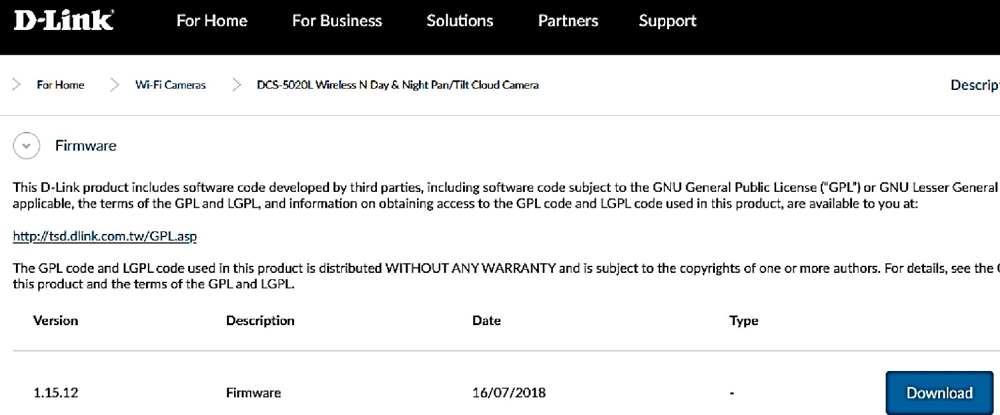 D-Link For Home For Business Solutions Partners Support
For Home Wi-Fi Cameras DCS-5020L Wireless N Day & Night Pan/Tilt Cloud Camera Descrip
Firmware
This D-Link product includes software code developed by third parties, including software code subject to the GNU General Public License (“GPL”) or GNU Lesser General
applicable, the terms of the GPL and LGPL, and information on obtaining access to the GPL code and LGPL code used in this product, are available to you at:
http://tsd.dlink.com.tw/GPL.asp
The GPL code and LGPL code used in this product is distributed WITHOUT ANY WARRANTY and is subject to the copyrights of one or more authors. For details, see the
this product and the terms of the GPL and LGPL.
Version Description Date Type
1.15.12 Firmware 16/07/2018 - Download